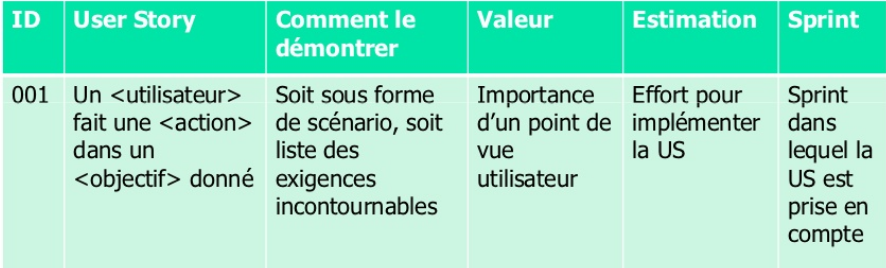 ID
User Story
Comment le
démontrer
Valeur
Estimation
Sprint
001
Un <utilisateur>
fait une <action>
dans un
<objectif> donné
Soit sous forme
de scénario, soit
liste des
exigences
incontournables
Importance
d'un point de
vue
utilisateur
Effort pour
implémenter
la US
Sprint
dans
lequel la
US est
prise en
compte